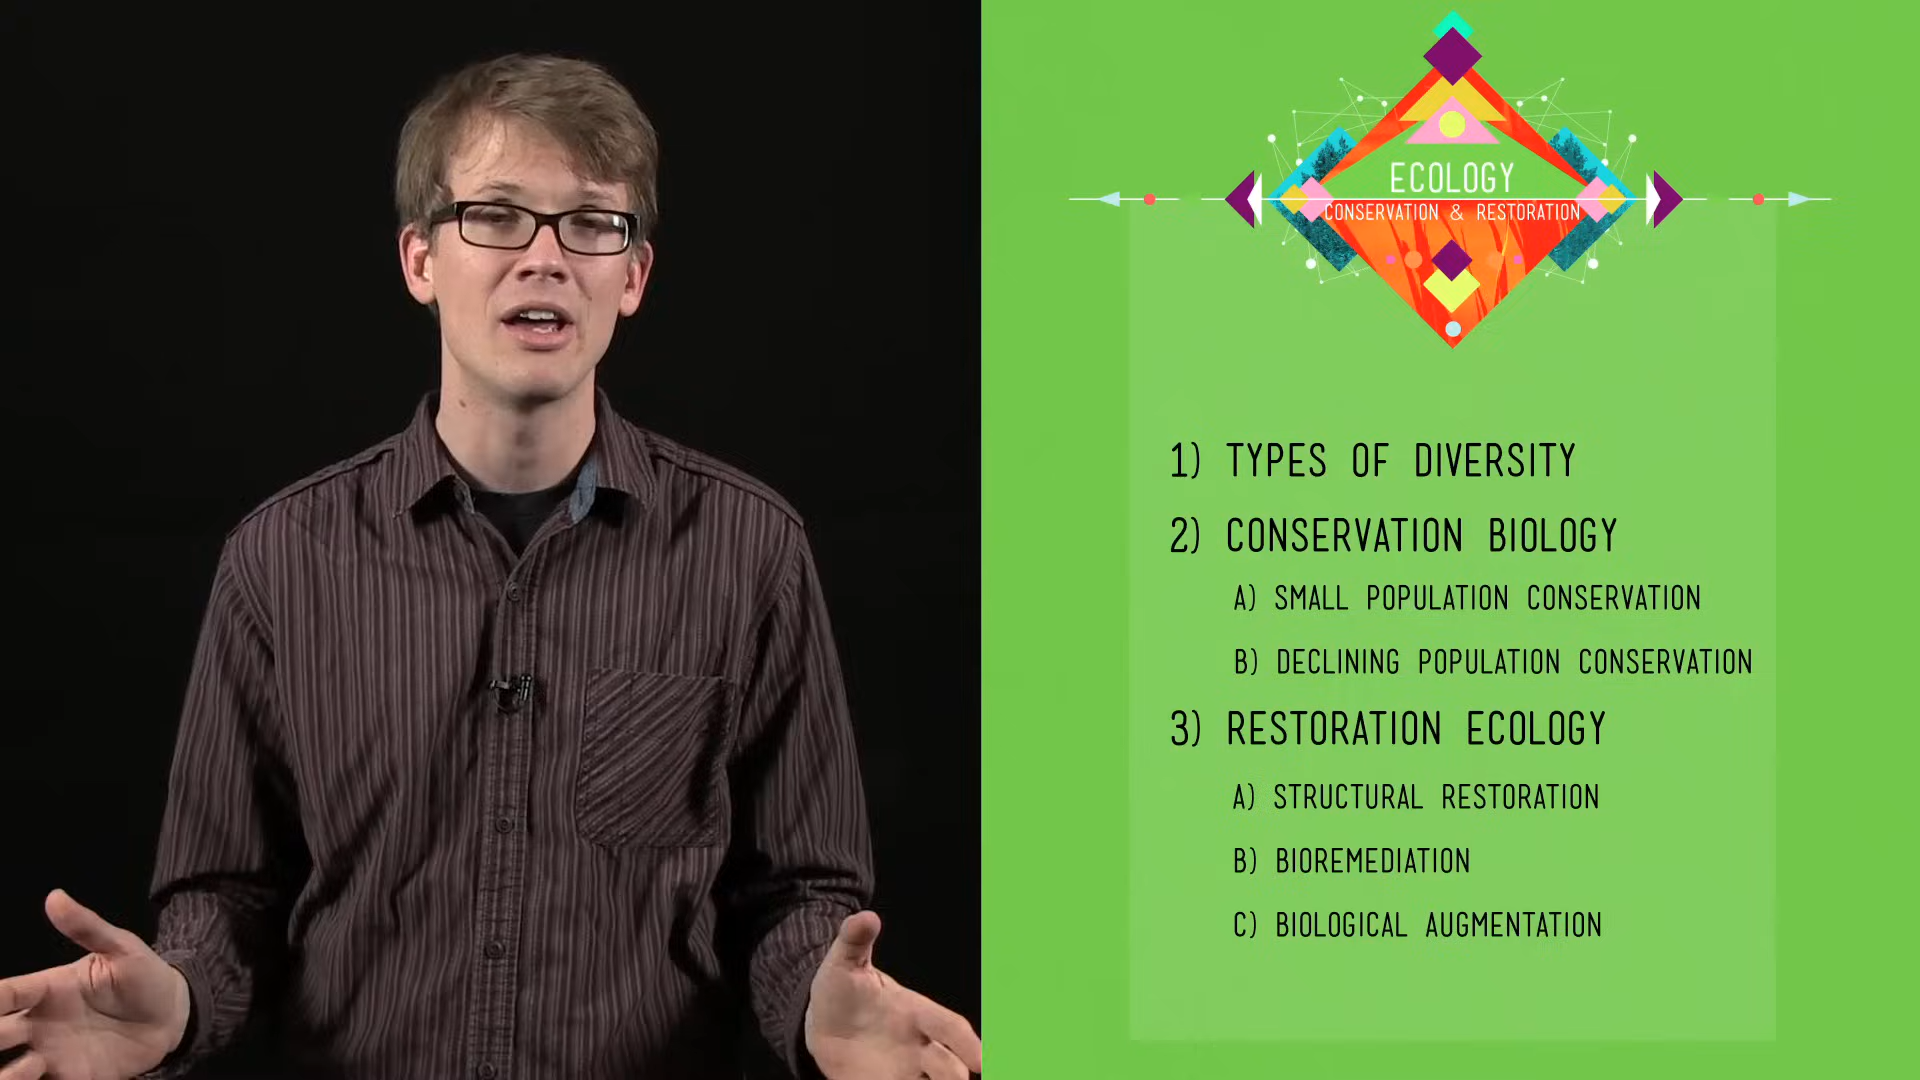 ECOLOGY
CONSERVATION & RESTORATION
1) TYPES OF DIVERSITY
2) CONSERVATION BIOLOGY
A) SMALL POPULATION CONSERVATION
B) DECLINING POPULATION CONSERVATION
3) RESTORATION ECOLOGY
A) STRUCTURAL RESTORATION
B) BIOREMEDIATION
C) BIOLOGICAL AUGMENTATION